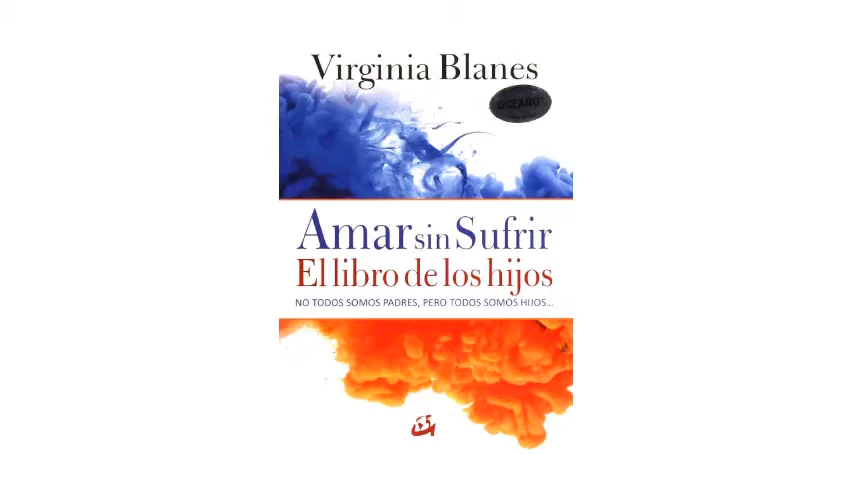 Virginia Blanes
OCEANO
Amar sin Sufrir
El libro de los hijos
NO TODOS SOMOS PADRES, PERO TODOS SOMOS HIJOS...